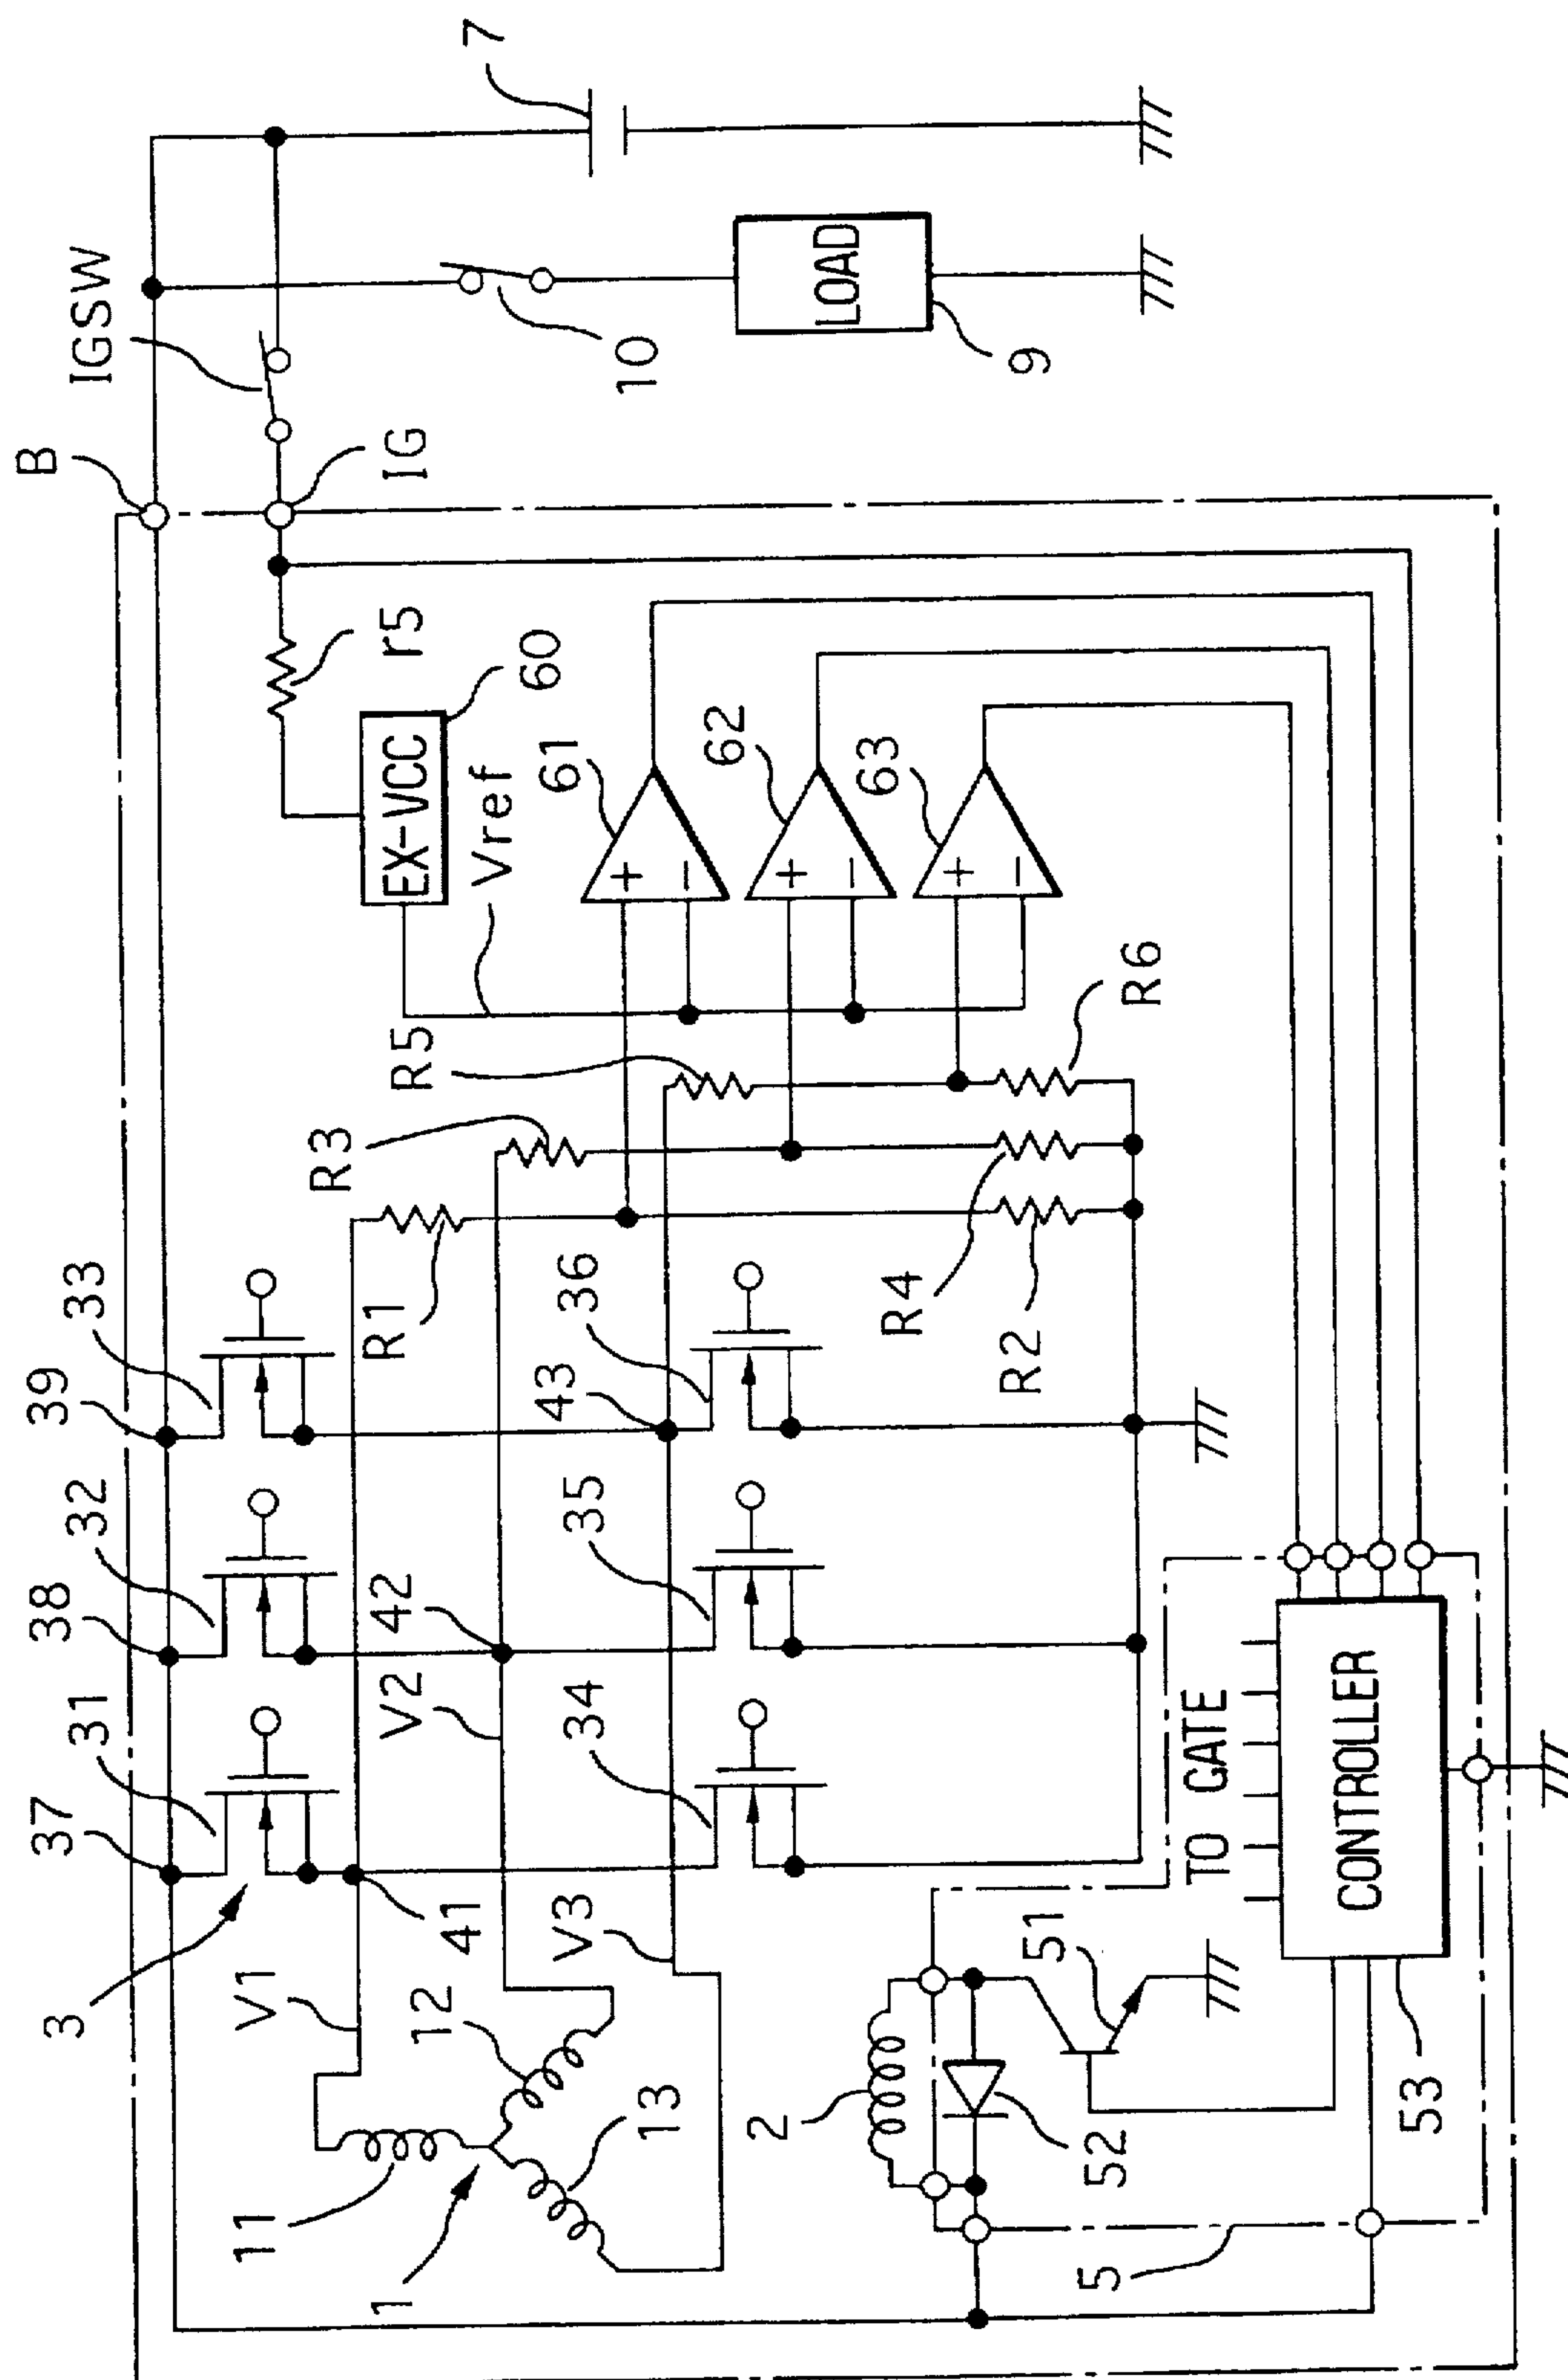 7
IGSW
B
IG
10
LOAD
9
r5
60
EX-VCC
Vref
61
62
63
+
−
+
−
+
−
R5
R6
R3
R1
R4
R2
33
39
36
43
32
38
35
42
31
37
V2
34
3
41
V1
V3
12
11
13
1
2
51
52
5
TO GATE
CONTROLLER
53